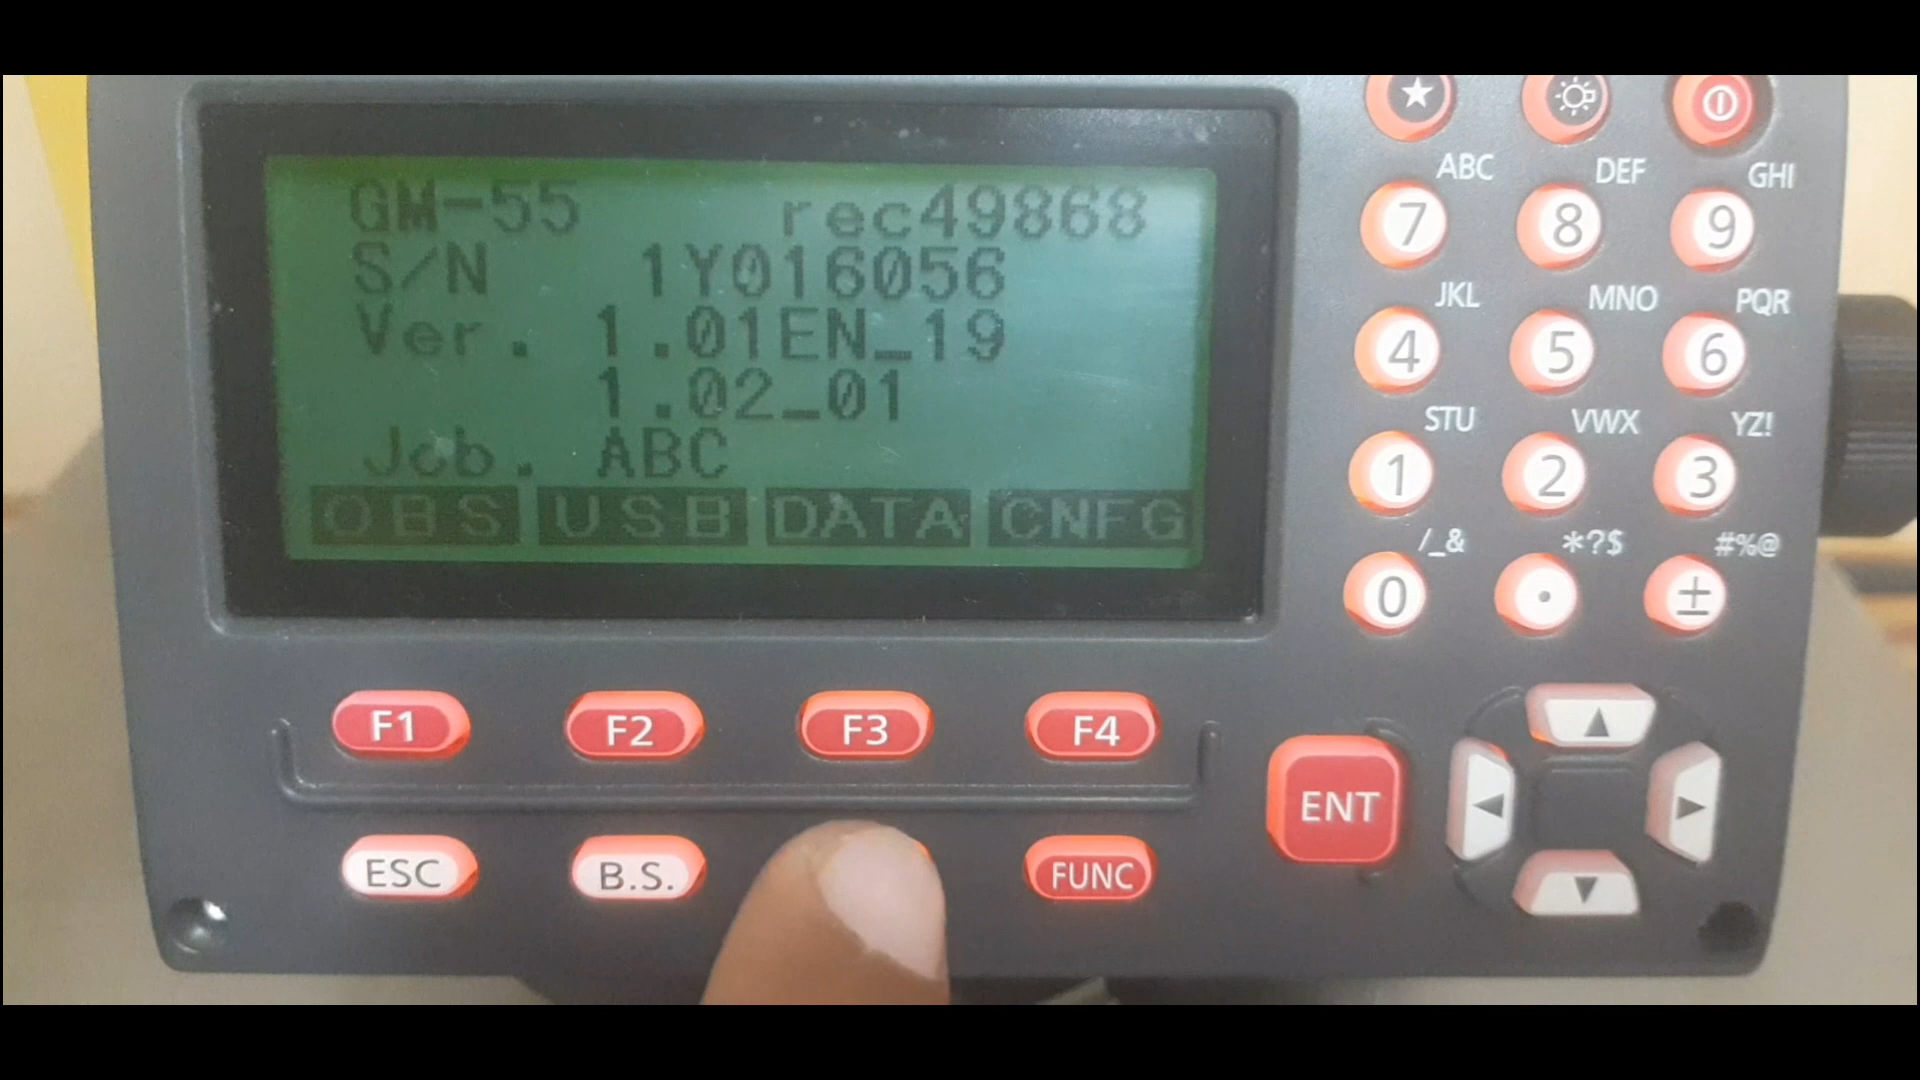 GM-55 rec49868
S/N 1Y016056
Ver. 1.01EN_19
1.02_01
Job. ABC
OBS USB DATA CNFG
ABC DEF GHI
7 8 9
JKL MNO PQR
4 5 6
STU VWX YZ!
1 2 3
/_& *?$ #%@
0 . ±
F1 F2 F3 F4
ENT
ESC B.S. FUNC